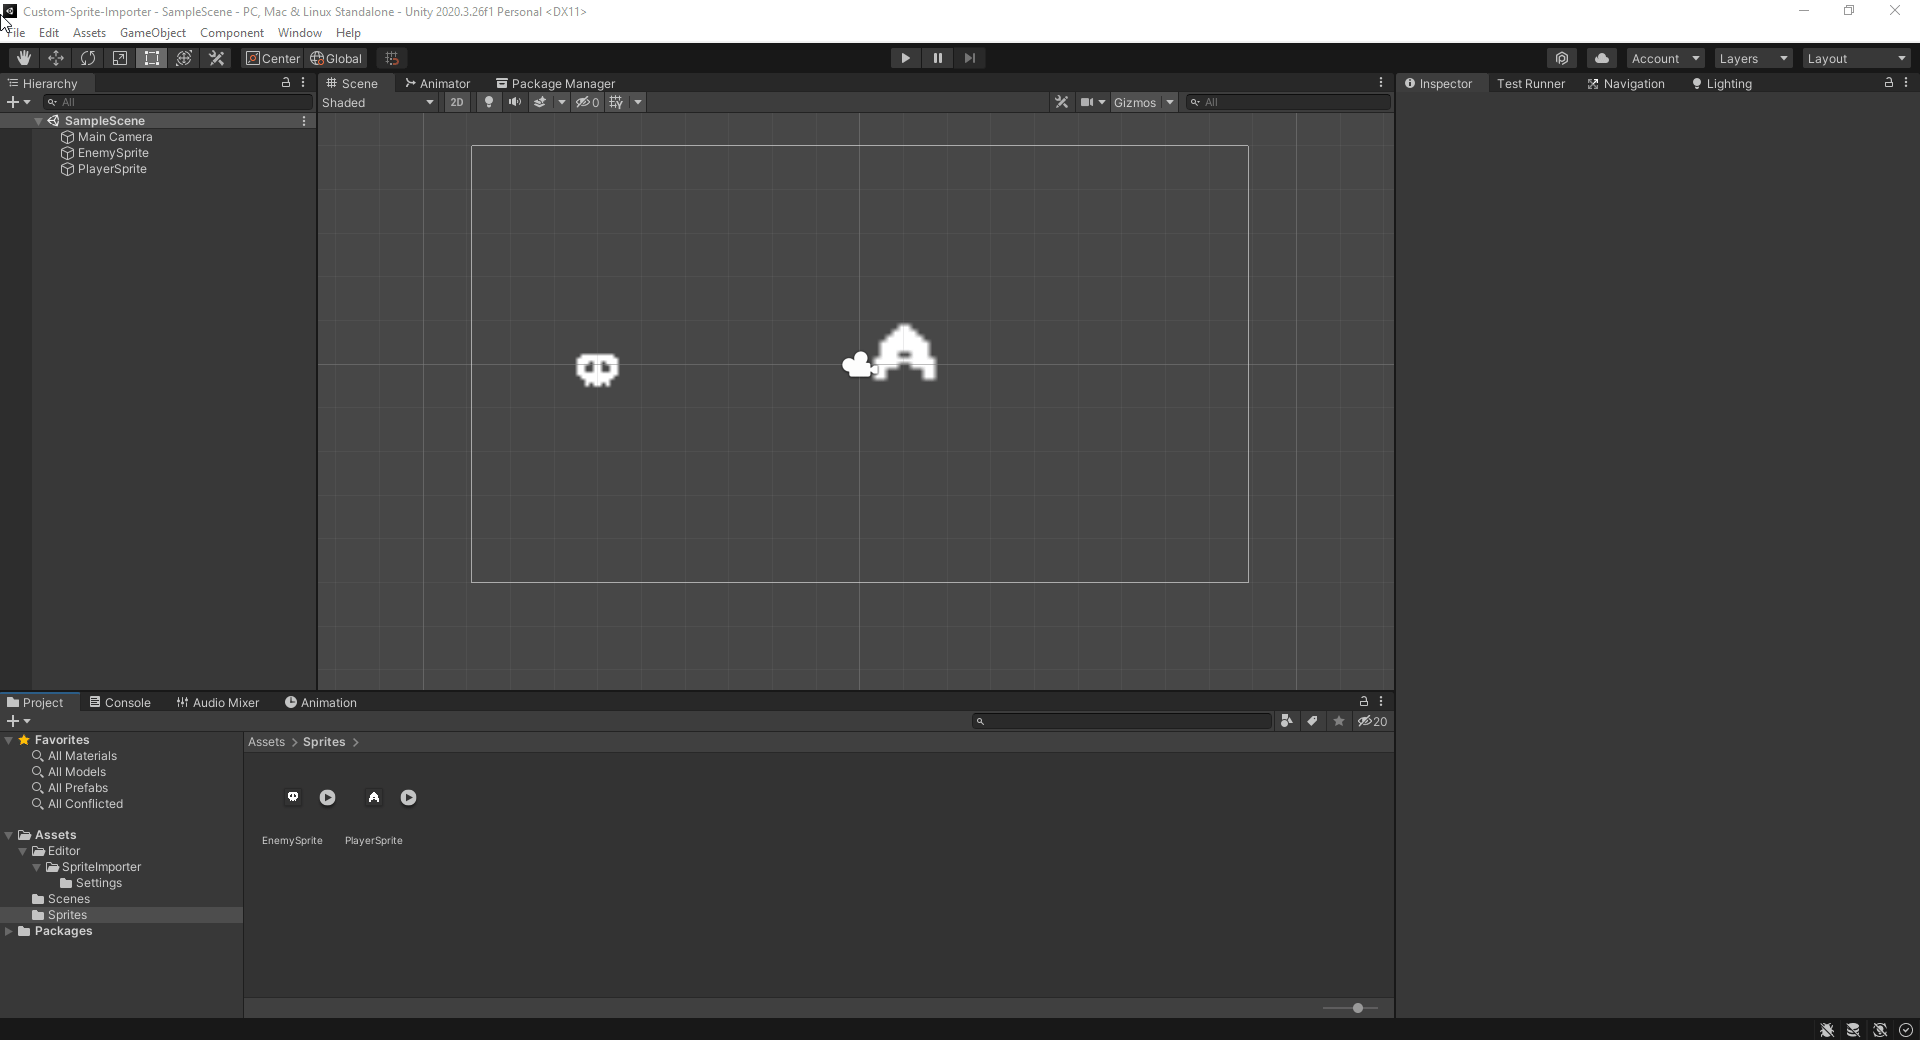 Custom-Sprite-Importer - SampleScene - PC, Mac & Linux Standalone - Unity 2020.3.26f1 Personal <DX11>
File Edit Assets GameObject Component Window Help
Center Global Account Layers Layout
Hierarchy
All
SampleScene
Main Camera
EnemySprite
PlayerSprite
Scene Animator Package Manager
Shaded 2D 0 Gizmos All
Inspector Test Runner Navigation Lighting
Project Console Audio Mixer Animation
20
Favorites
All Materials
All Models
All Prefabs
All Conflicted
Assets
Editor
SpriteImporter
Settings
Scenes
Sprites
Packages
Assets > Sprites >
EnemySprite PlayerSprite